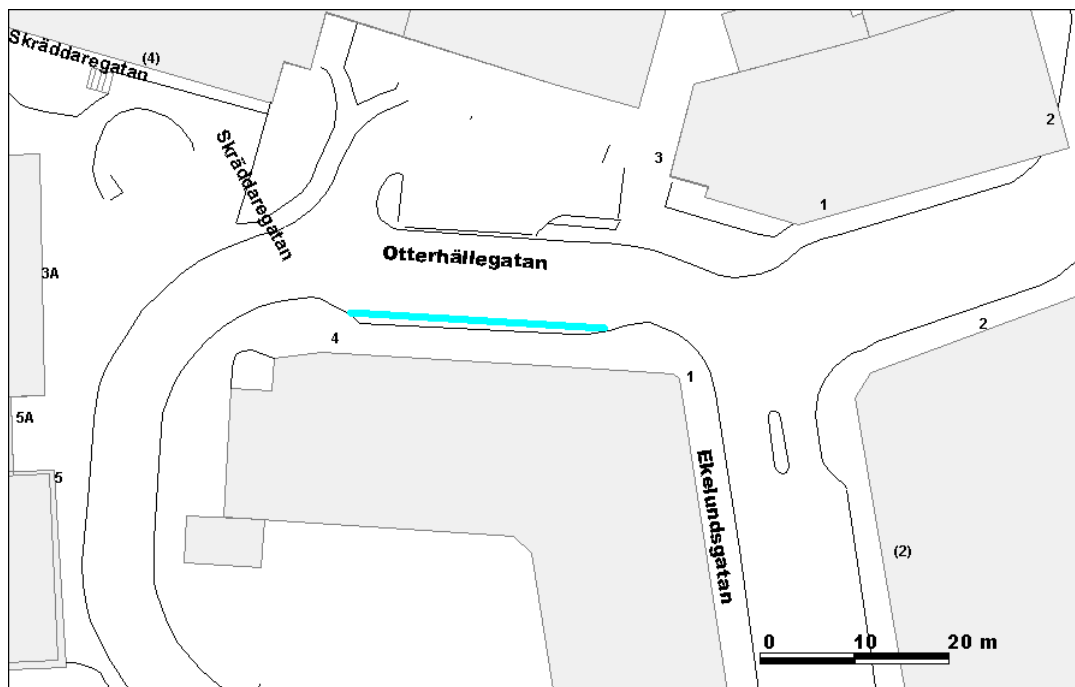 Skräddaregatan
(4)
Skräddaregatan
2
3
1
Otterhällegatan
3A
2
4
1
5A
Ekelundsgatan
5
(2)
0 10 20 m